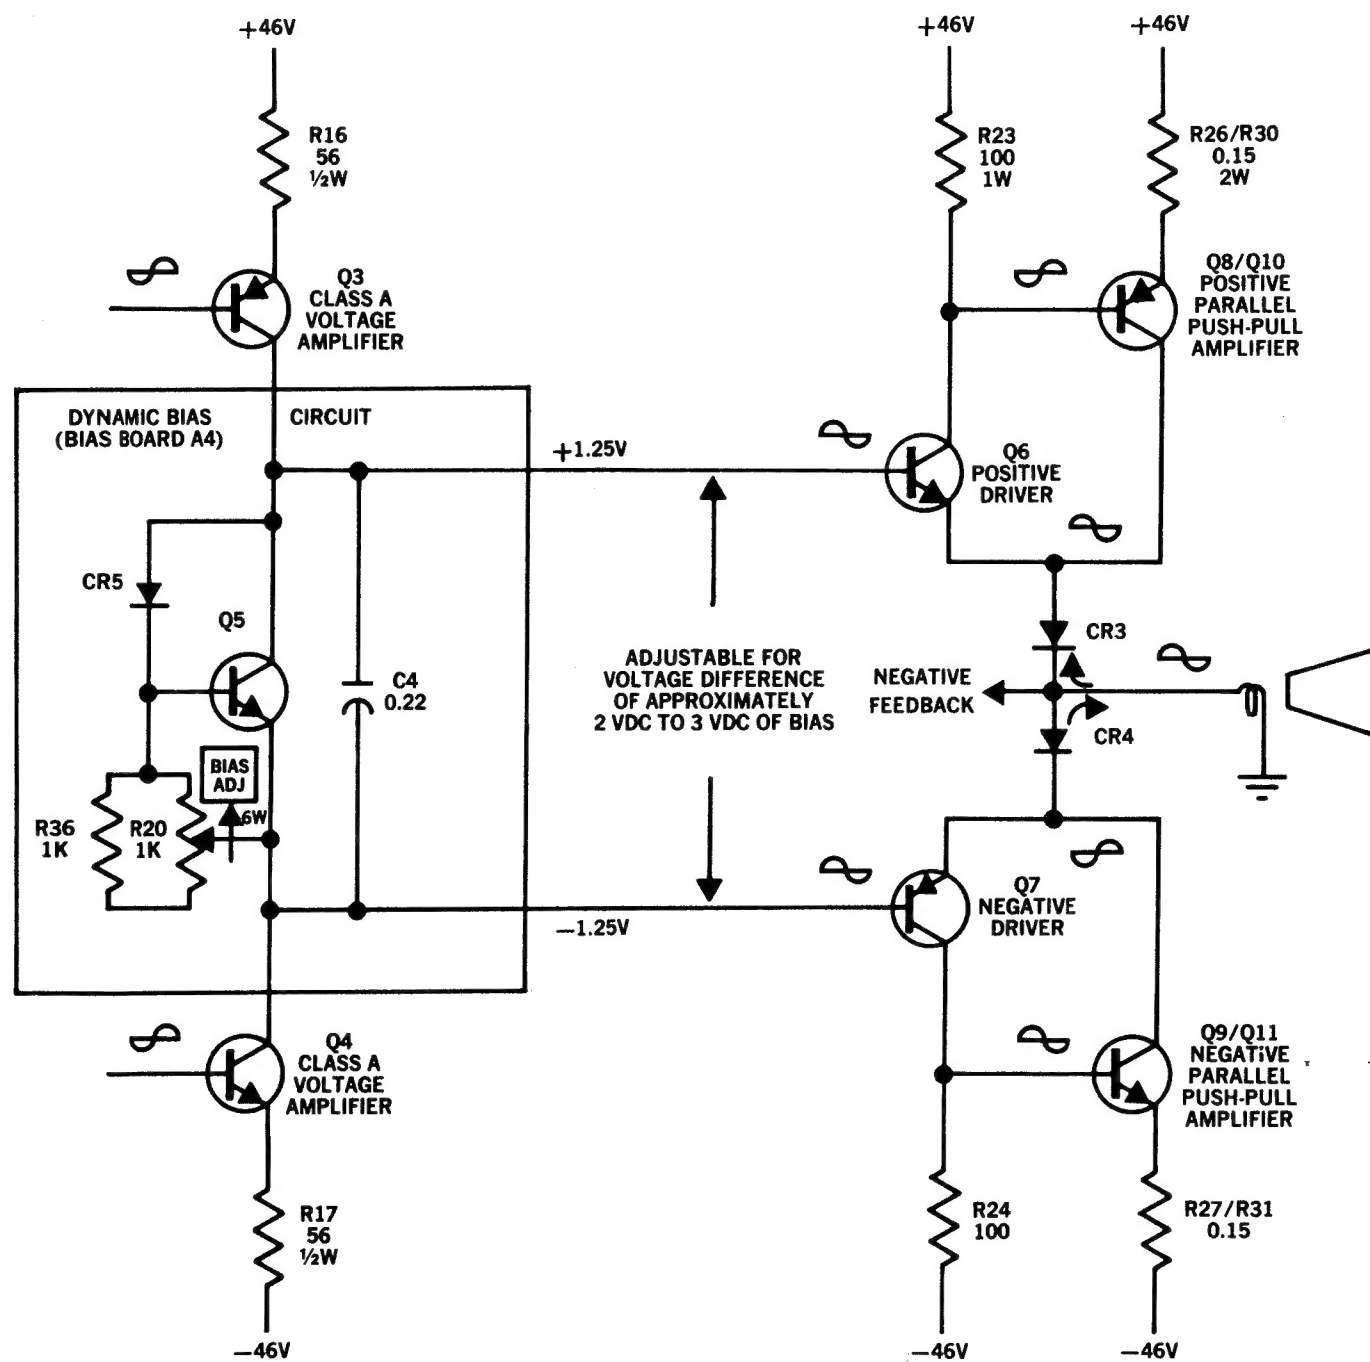 +46V
+46V
+46V
R16
56
½W
R23
100
1W
R26/R30
0.15
2W
Q3
CLASS A
VOLTAGE
AMPLIFIER
Q8/Q10
POSITIVE
PARALLEL
PUSH-PULL
AMPLIFIER
DYNAMIC BIAS CIRCUIT
(BIAS BOARD A4)
+1.25V
Q6
POSITIVE
DRIVER
CR5
Q5
C4
0.22
ADJUSTABLE FOR
VOLTAGE DIFFERENCE
OF APPROXIMATELY
2 VDC TO 3 VDC OF BIAS
CR3
NEGATIVE
FEEDBACK
CR4
BIAS
ADJ
.6W
R36
1K
R20
1K
−1.25V
Q7
NEGATIVE
DRIVER
Q4
CLASS A
VOLTAGE
AMPLIFIER
Q9/Q11
NEGATIVE
PARALLEL
PUSH-PULL
AMPLIFIER
R17
56
½W
R24
100
R27/R31
0.15
−46V
−46V
−46V